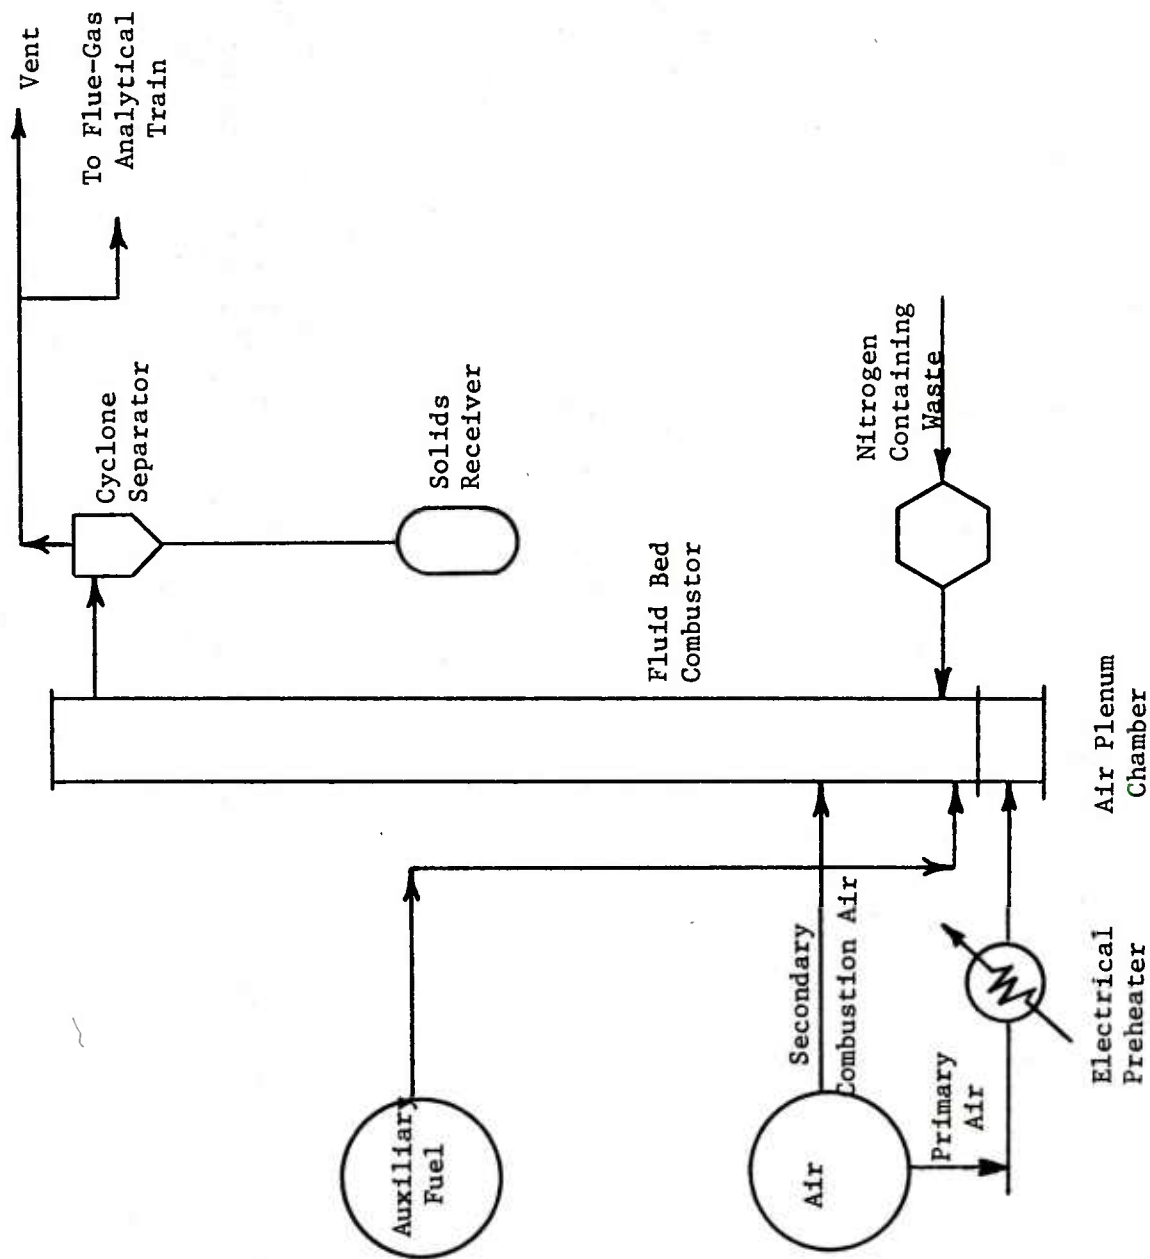 Vent
To Flue-Gas
Analytical
Train
Cyclone
Separator
Solids
Receiver
Fluid Bed
Combustor
Nitrogen
Containing
Waste
Auxiliary
Fuel
Secondary
Combustion Air
Air
Primary
Air
Electrical
Preheater
Air Plenum
Chamber